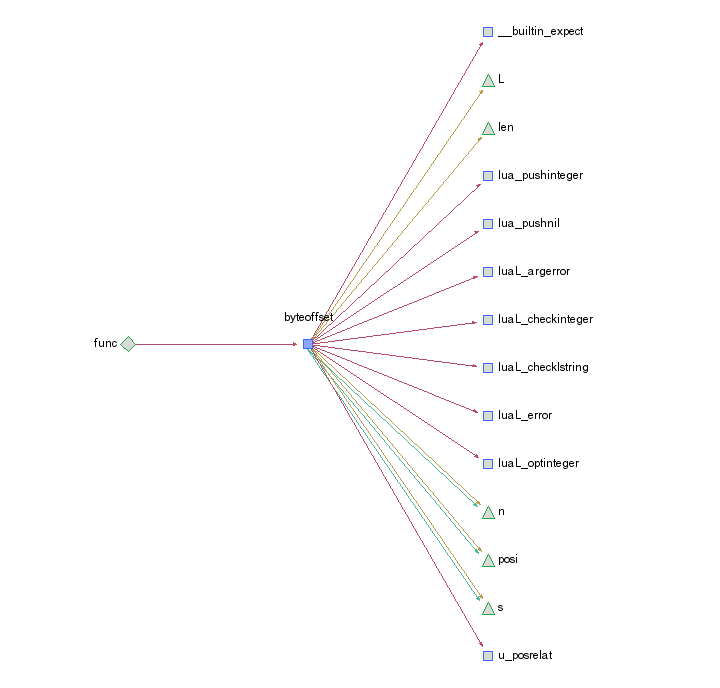 __builtin_expect
L
len
lua_pushinteger
lua_pushnil
luaL_argerror
byteoffset
luaL_checkinteger
func
luaL_checklstring
luaL_error
luaL_optinteger
n
posi
s
u_posrelat